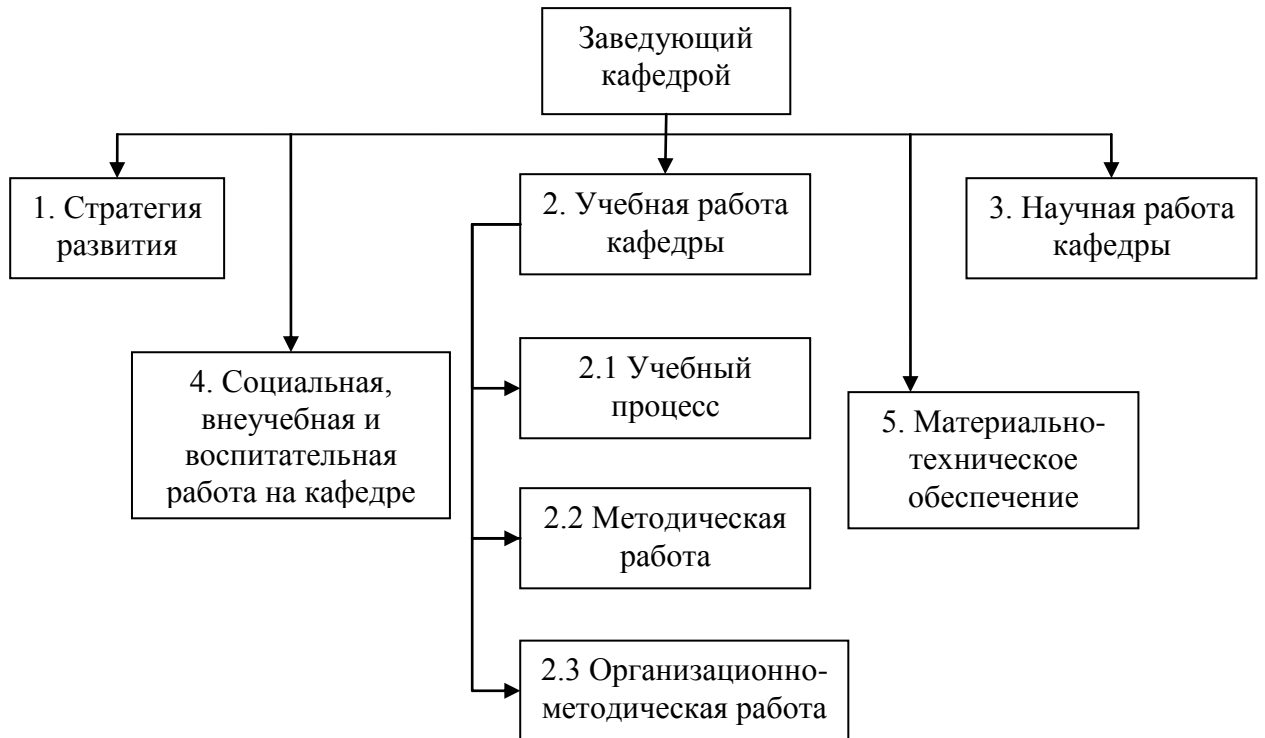 Заведующий
кафедрой
1. Стратегия
развития
2. Учебная работа
кафедры
3. Научная работа
кафедры
4. Социальная,
внеучебная и
воспитательная
работа на кафедре
2.1 Учебный
процесс
5. Материально-
техническое
обеспечение
2.2 Методическая
работа
2.3 Организационно-
методическая работа